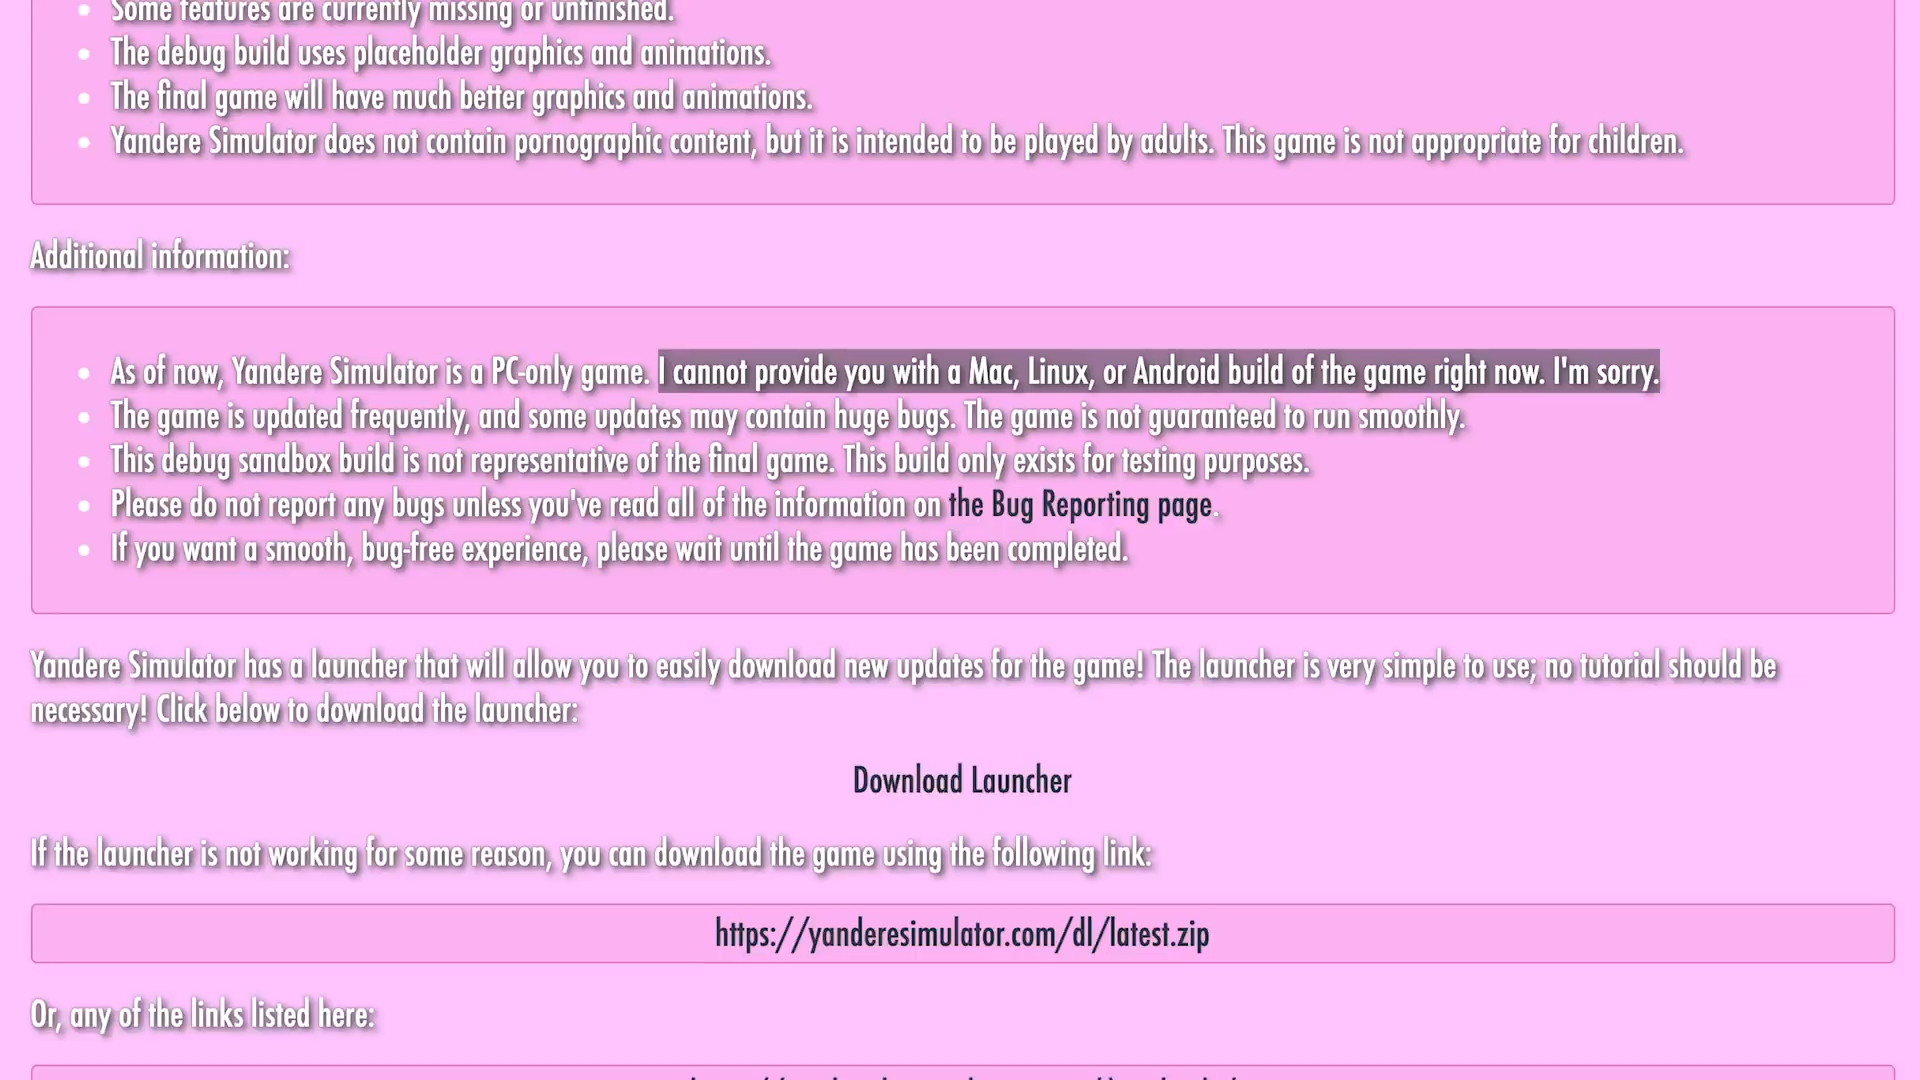 Some features are currently missing or unfinished.
The debug build uses placeholder graphics and animations.
The final game will have much better graphics and animations.
Yandere Simulator does not contain pornographic content, but it is intended to be played by adults. This game is not appropriate for children.
Additional information:
As of now, Yandere Simulator is a PC-only game. I cannot provide you with a Mac, Linux, or Android build of the game right now. I'm sorry.
The game is updated frequently, and some updates may contain huge bugs. The game is not guaranteed to run smoothly.
This debug sandbox build is not representative of the final game. This build only exists for testing purposes.
Please do not report any bugs unless you've read all of the information on the Bug Reporting page.
If you want a smooth, bug-free experience, please wait until the game has been completed.
Yandere Simulator has a launcher that will allow you to easily download new updates for the game! The launcher is very simple to use; no tutorial should be
necessary! Click below to download the launcher:
Download Launcher
If the launcher is not working for some reason, you can download the game using the following link:
https://yanderesimulator.com/dl/latest.zip
Or, any of the links listed here: